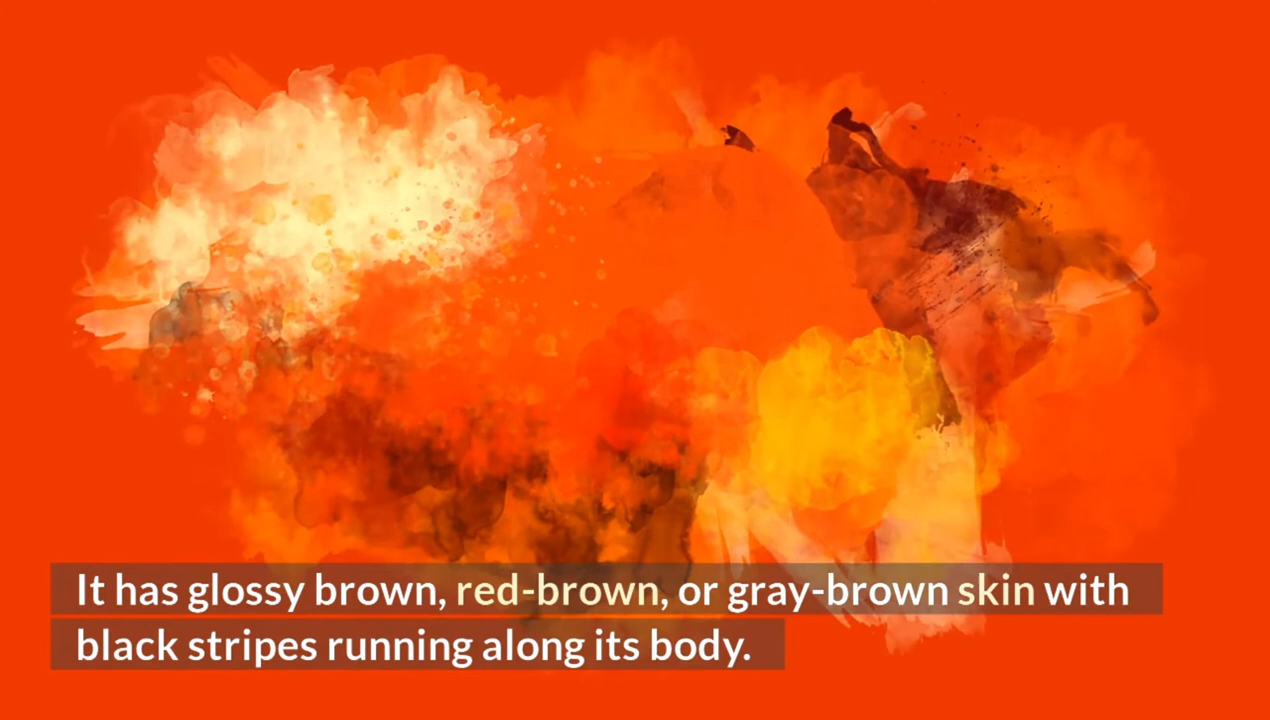 It has glossy brown, red-brown, or gray-brown skin with
black stripes running along its body.